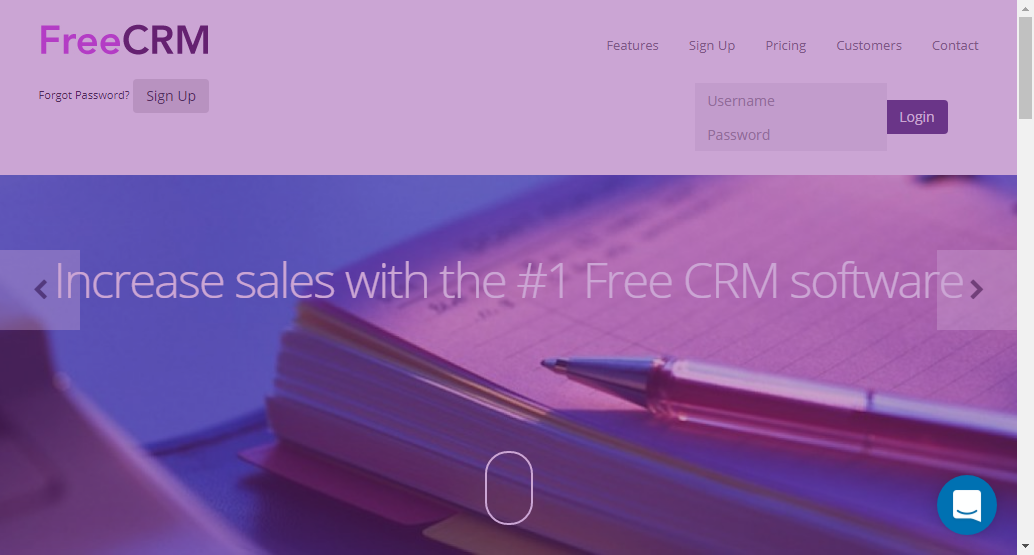 FreeCRM
Features Sign Up Pricing Customers Contact
Forgot Password? Sign Up
Username
Password
Login
Increase sales with the #1 Free CRM software